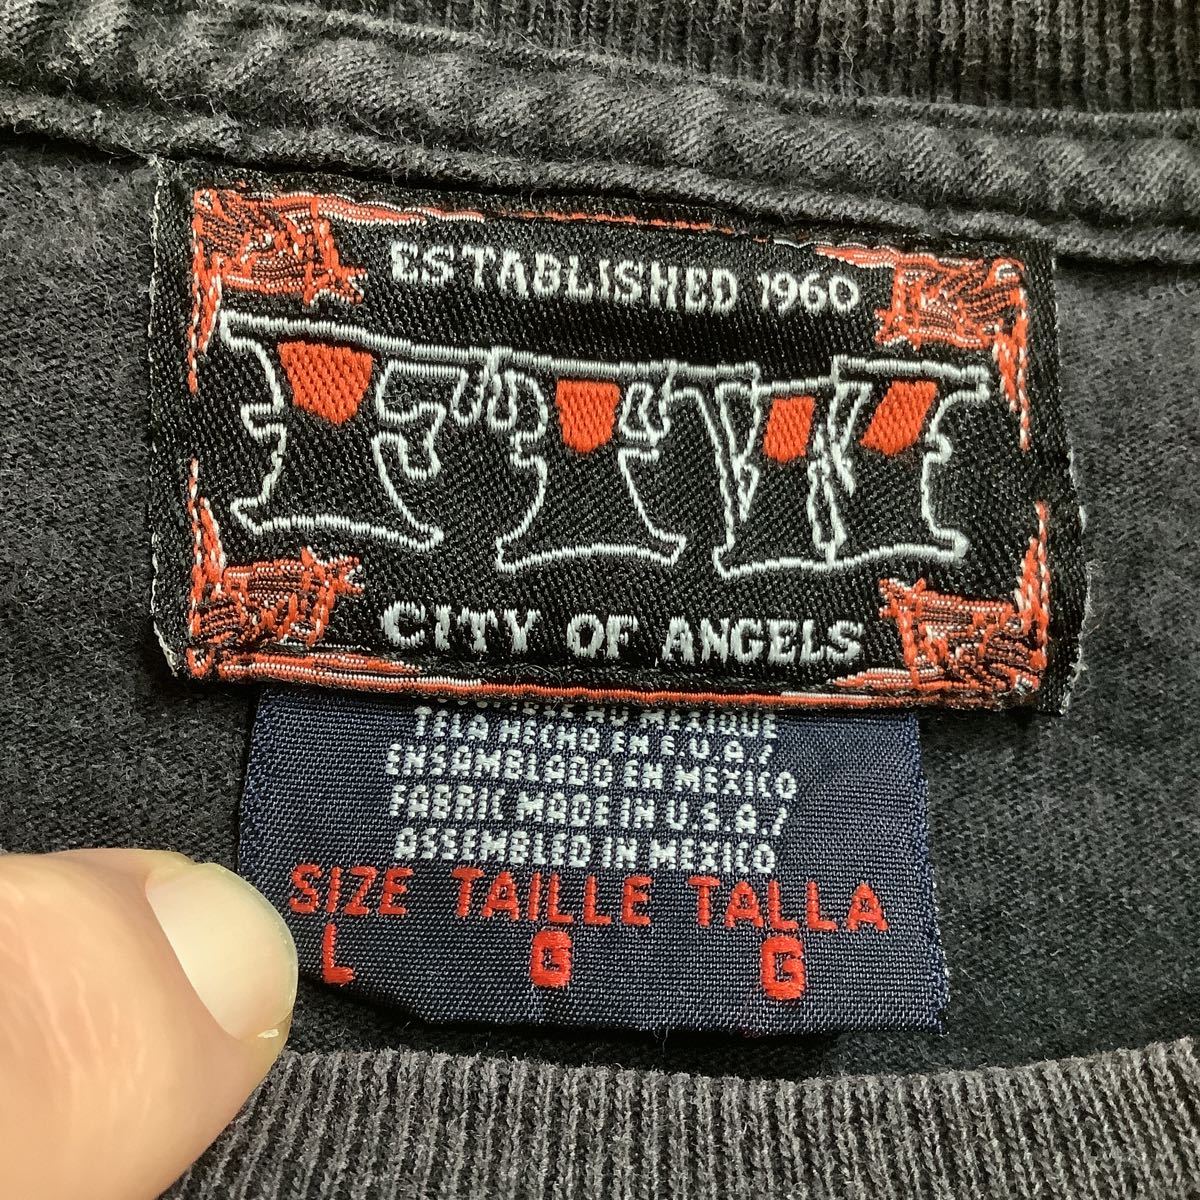 ESTABLISHED 1960
CITY OF ANGELS
MEXIQUE
TELA HECHO EN E.U.A./
ENSAMBLADO EN MEXICO
FABRIC MADE IN U.S.A./
ASSEMBLED IN MEXICO
SIZE TAILLE TALLA
L G G